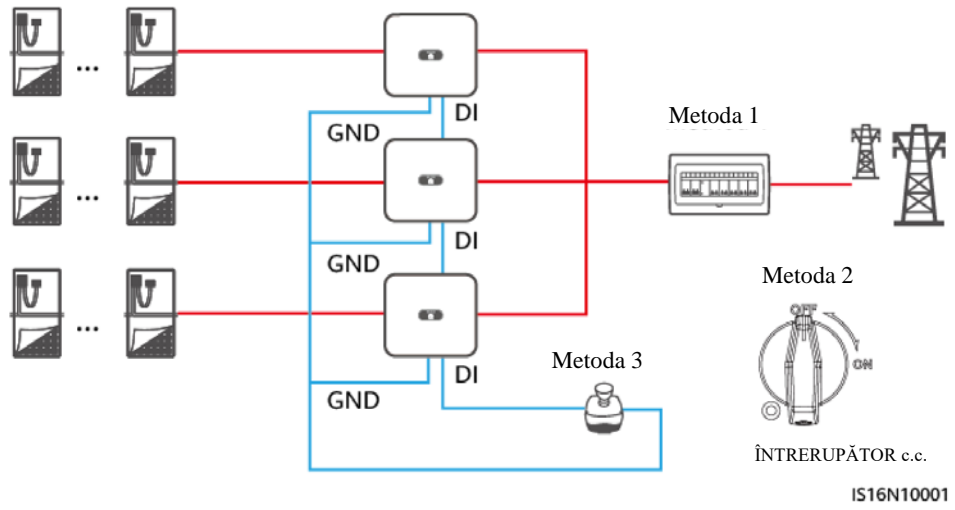 DI
Metoda 1
GND
DI
GND
Metoda 2
OFF
Metoda 3
ON
DI
GND
ÎNTRERUPĂTOR c.c.
IS16N10001